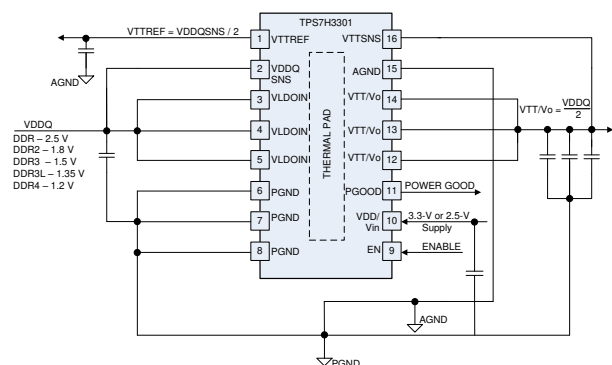 TPS7H3301
VTTREF = VDDQSNS / 2
1
VTTREF
VTTSNS
16
AGND
2
VDDQ
SNS
AGND
15
3
VLDOIN
VTT/Vo
14
VTT/Vo = VDDQ
2
VDDQ
4
VLDOIN
VTT/Vo
13
DDR – 2.5 V
DDR2 – 1.8 V
DDR3 – 1.5 V
DDR3L – 1.35 V
DDR4 – 1.2 V
5
VLDOIN
VTT/Vo
12
THERMAL PAD
6
PGND
PGOOD
11
POWER GOOD
7
PGND
VDD/
Vin
10
3.3-V or 2.5-V
Supply
8
PGND
EN
9
ENABLE
AGND
PGND